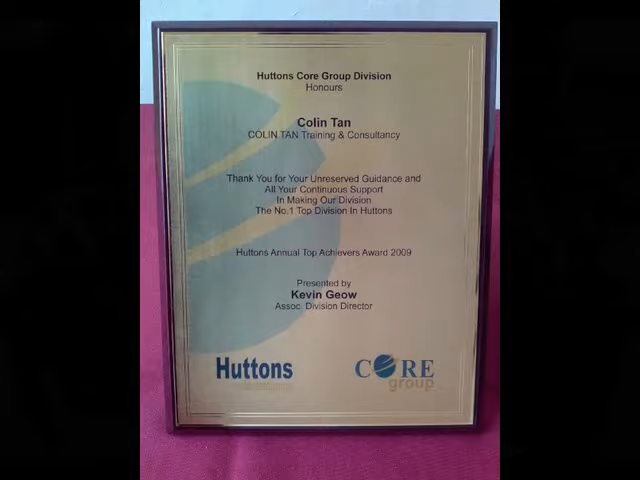 Huttons Core Group Division
Honours
Colin Tan
COLIN TAN Training & Consultancy
Thank You for Your Unreserved Guidance and
All Your Continuous Support
In Making Our Division
The No.1 Top Division In Huttons
Huttons Annual Top Achievers Award 2009
Presented by
Kevin Geow
Assoc. Division Director
Huttons
CORE
group